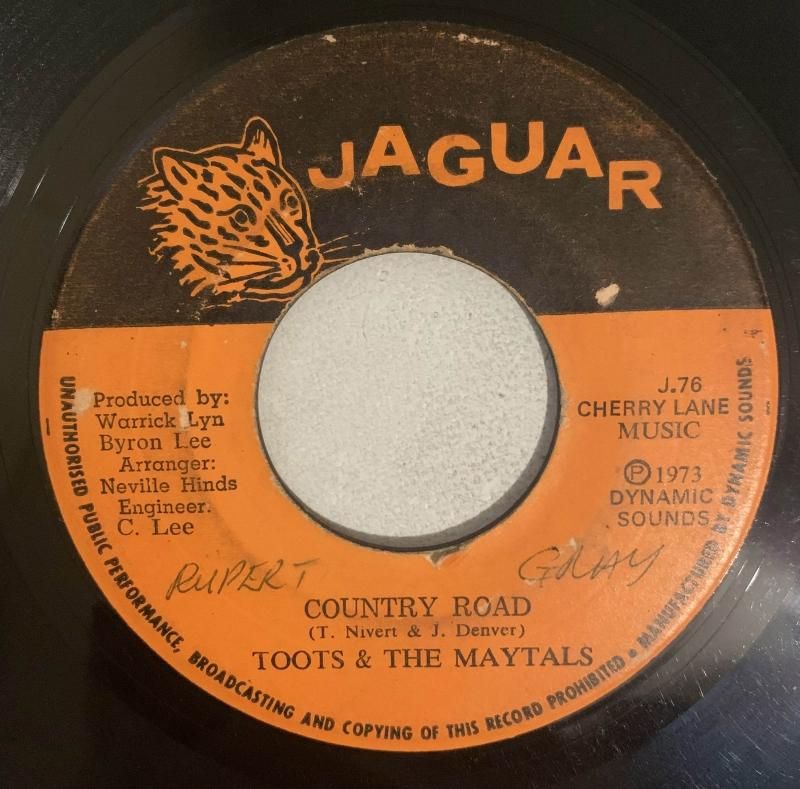 JAGUAR
Produced by:
Warrick Lyn
Byron Lee
Arranger:
Neville Hinds
Engineer.
C. Lee
J.76
CHERRY LANE
MUSIC
Ⓟ 1973
DYNAMIC
SOUNDS
RUPERT GRAY
COUNTRY ROAD
(T. Nivert & J. Denver)
TOOTS & THE MAYTALS
UNAUTHORISED PUBLIC PERFORMANCE, BROADCASTING AND COPYING OF THIS RECORD PROHIBITED • MANUFACTURED BY DYNAMIC SOUNDS